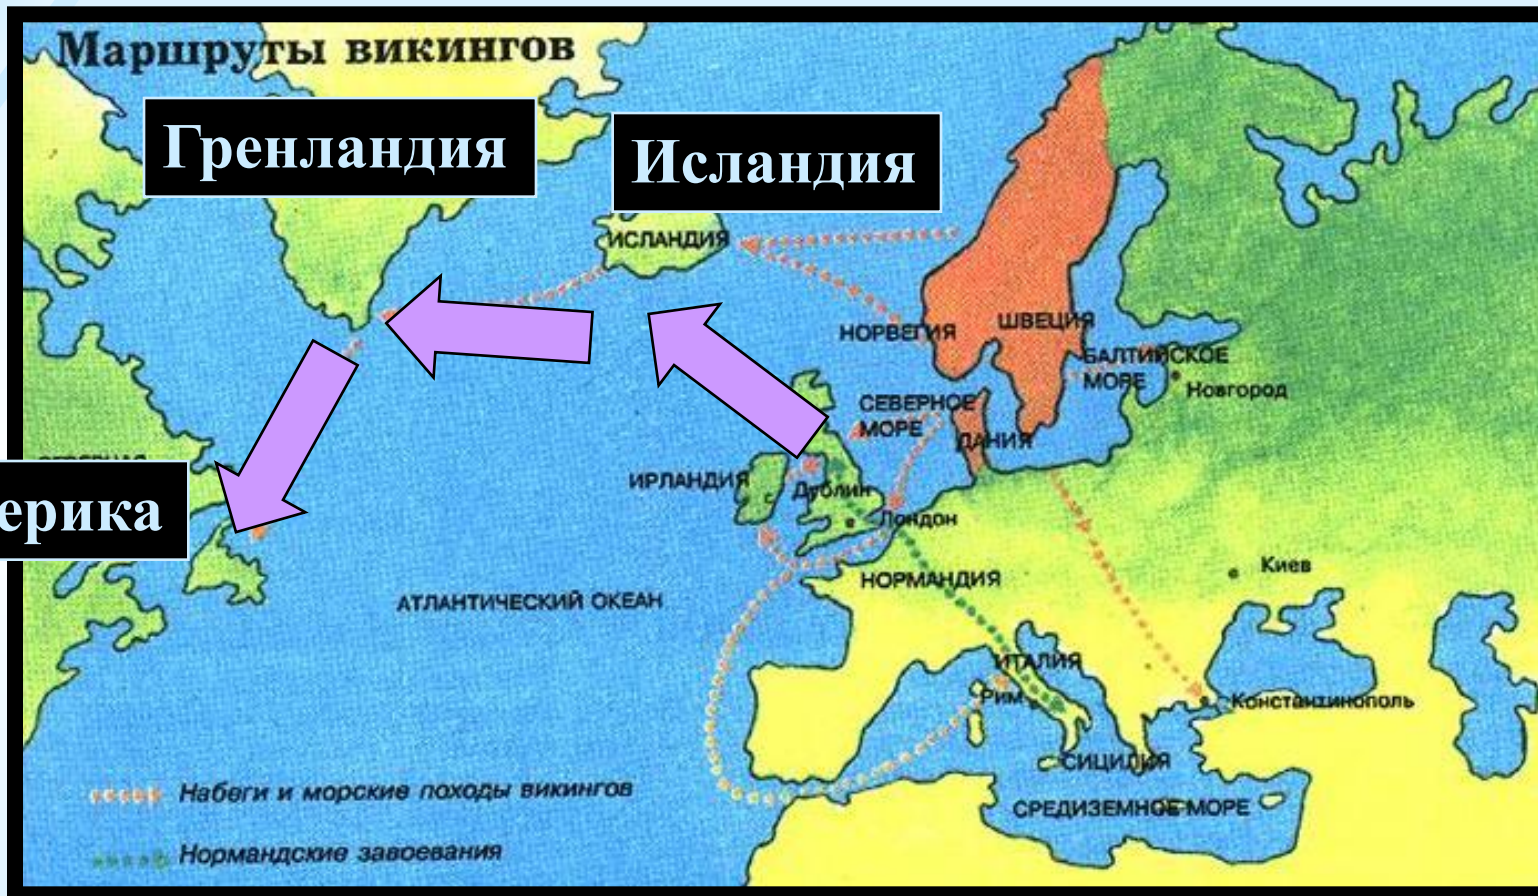 Маршруты викингов
Гренландия
Исландия
ИСЛАНДИЯ
НОРВЕГИЯ
ШВЕЦИЯ
БАЛТИЙСКОЕ
МОРЕ
Новгород
СЕВЕРНОЕ
МОРЕ
ДАНИЯ
ИРЛАНДИЯ
Дублин
Лондон
ерика
НОРМАНДИЯ
Киев
АТЛАНТИЧЕСКИЙ ОКЕАН
ИТАЛИЯ
Рим
Константинополь
СИЦИЛИЯ
СРЕДИЗЕМНОЕ МОРЕ
Набеги и морские походы викингов
Нормандские завоевания